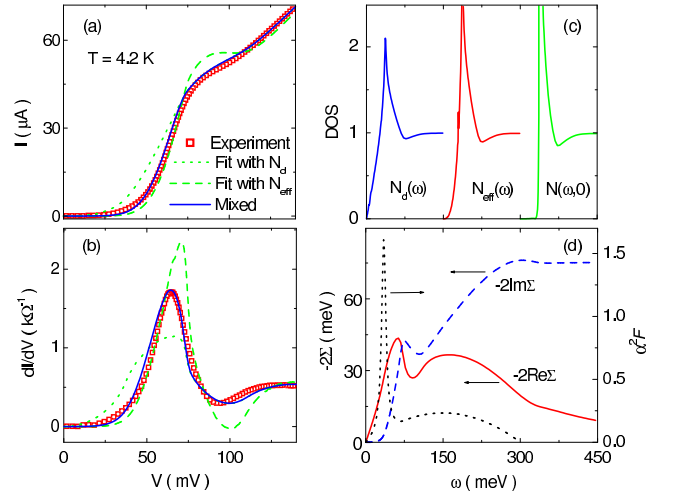 (a)
T = 4.2 K
60
30
0
I ( μA )
Experiment
Fit with N_d
Fit with N_eff
Mixed
(b)
2
1
0
dI/dV ( kΩ⁻¹ )
0 50 100
V ( mV )
(c)
2
1
0
DOS
N_d(ω)
N_eff(ω)
N(ω,0)
(d)
-2ImΣ
-2ReΣ
60
30
0
-2Σ ( meV )
1.5
1.0
0.5
0.0
α²F
0 150 300 450
ω ( meV )